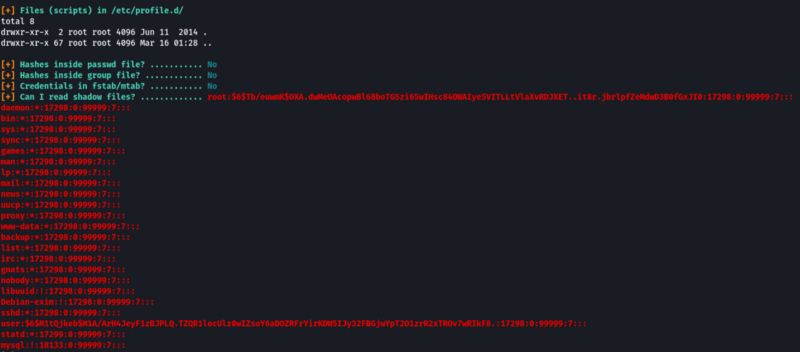 [+] Files (scripts) in /etc/profile.d/
total 8
drwxr-xr-x  2 root root 4096 Jun 11  2014 .
drwxr-xr-x 67 root root 4096 Mar 16 01:28 ..
[+] Hashes inside passwd file? ........... No
[+] Hashes inside group file? ............ No
[+] Credentials in fstab/mtab? ........... No
[+] Can I read shadow files? ............. root:$6$Tb/euwmK$OXA.dwMeOAcopwBl68boTG5zi65wIHsc84OWAIye5VITLLtVlaXvRDJXET..it8r.jbrlpfZeMdwD3B0fGxJI0:17298:0:99999:7:::
daemon:*:17298:0:99999:7:::
bin:*:17298:0:99999:7:::
sys:*:17298:0:99999:7:::
sync:*:17298:0:99999:7:::
games:*:17298:0:99999:7:::
man:*:17298:0:99999:7:::
lp:*:17298:0:99999:7:::
mail:*:17298:0:99999:7:::
news:*:17298:0:99999:7:::
uucp:*:17298:0:99999:7:::
proxy:*:17298:0:99999:7:::
www-data:*:17298:0:99999:7:::
backup:*:17298:0:99999:7:::
list:*:17298:0:99999:7:::
irc:*:17298:0:99999:7:::
gnats:*:17298:0:99999:7:::
nobody:*:17298:0:99999:7:::
libuuid:!:17298:0:99999:7:::
Debian-exim:!:17298:0:99999:7:::
sshd:*:17298:0:99999:7:::
user:$6$M1tQjkeb$M1A/ArH4JeyF1zBJPLQ.TZQR1locUlz0wIZsoY6aDOZRFrYirKDW5IJy32FBGjwYpT2O1zrR2xTROv7wRIkF8.:17298:0:99999:7:::
statd:*:17299:0:99999:7:::
mysql:!:18133:0:99999:7:::